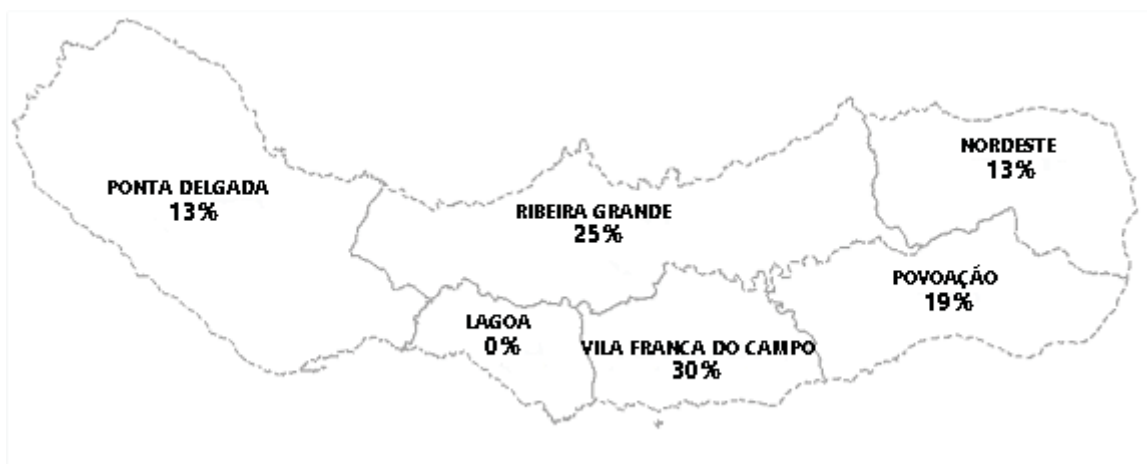 NORDESTE
13%
PONTA DELGADA
13%
RIBEIRA GRANDE
25%
POVOAÇÃO
19%
LAGOA
0%
VILA FRANCA DO CAMPO
30%